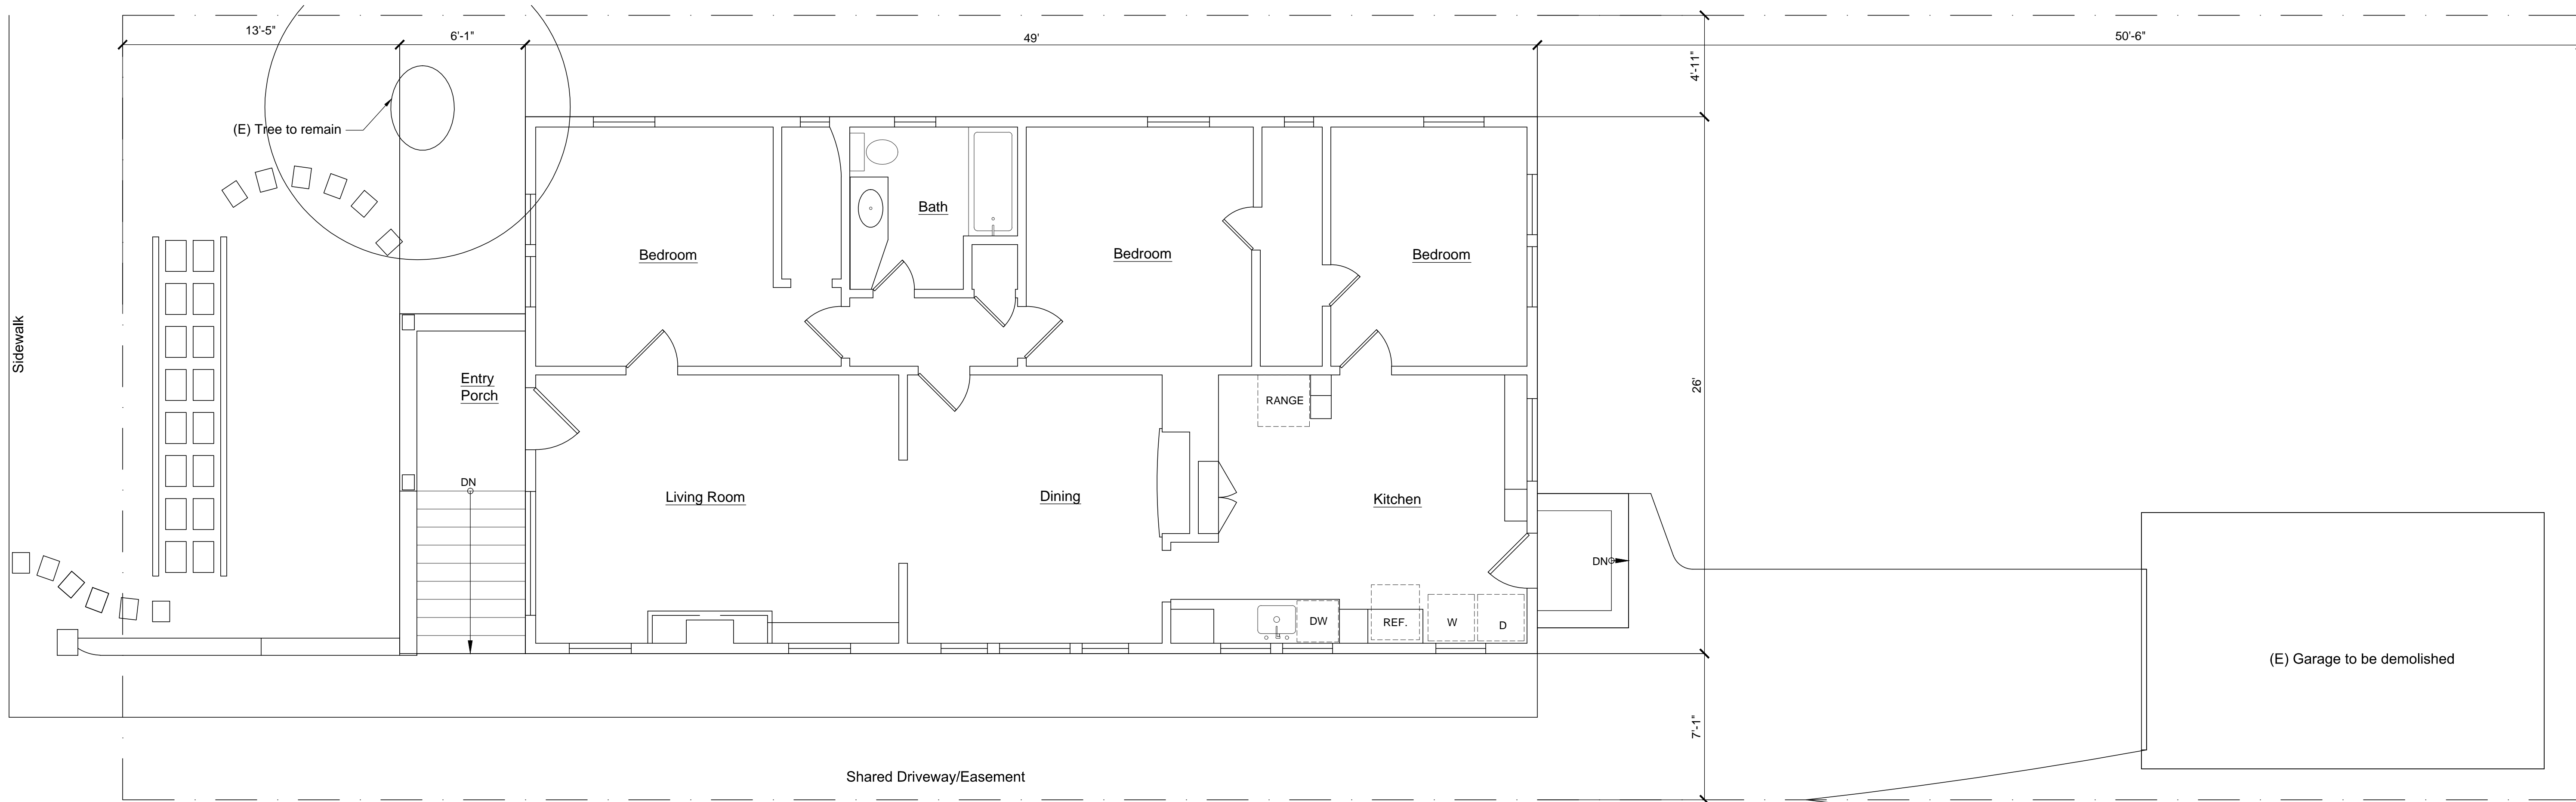 13'-5"
6'-1"
49'
50'-6"
4'-11"
(E) Tree to remain
Bath
Bedroom
Bedroom
Bedroom
Sidewalk
Entry
Porch
26'
RANGE
DN
Living Room
Dining
Kitchen
DN
DW
REF.
W
D
(E) Garage to be demolished
7'-1"
Shared Driveway/Easement